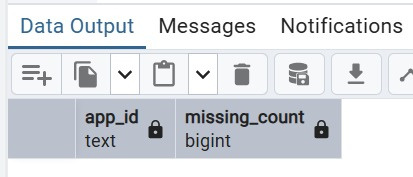 Data Output Messages Notifications
app_id missing_count
text bigint